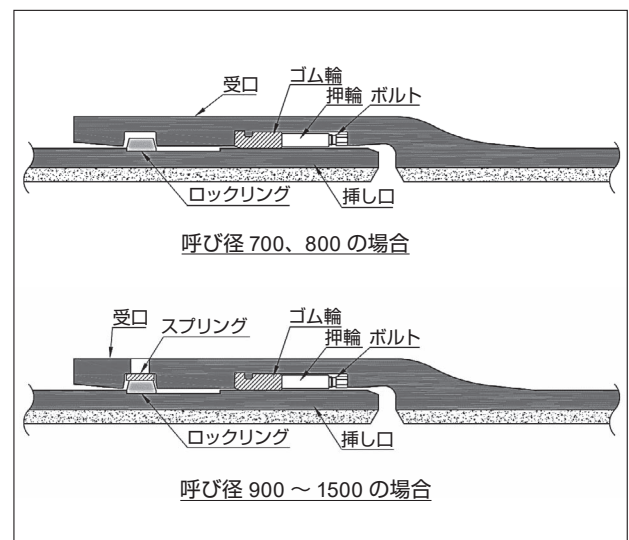 ゴム輪
受口
押輪 ボルト
ロックリング
挿し口
呼び径 700、800 の場合
受口
スプリング
ゴム輪
押輪 ボルト
ロックリング
挿し口
呼び径 900 ～ 1500 の場合